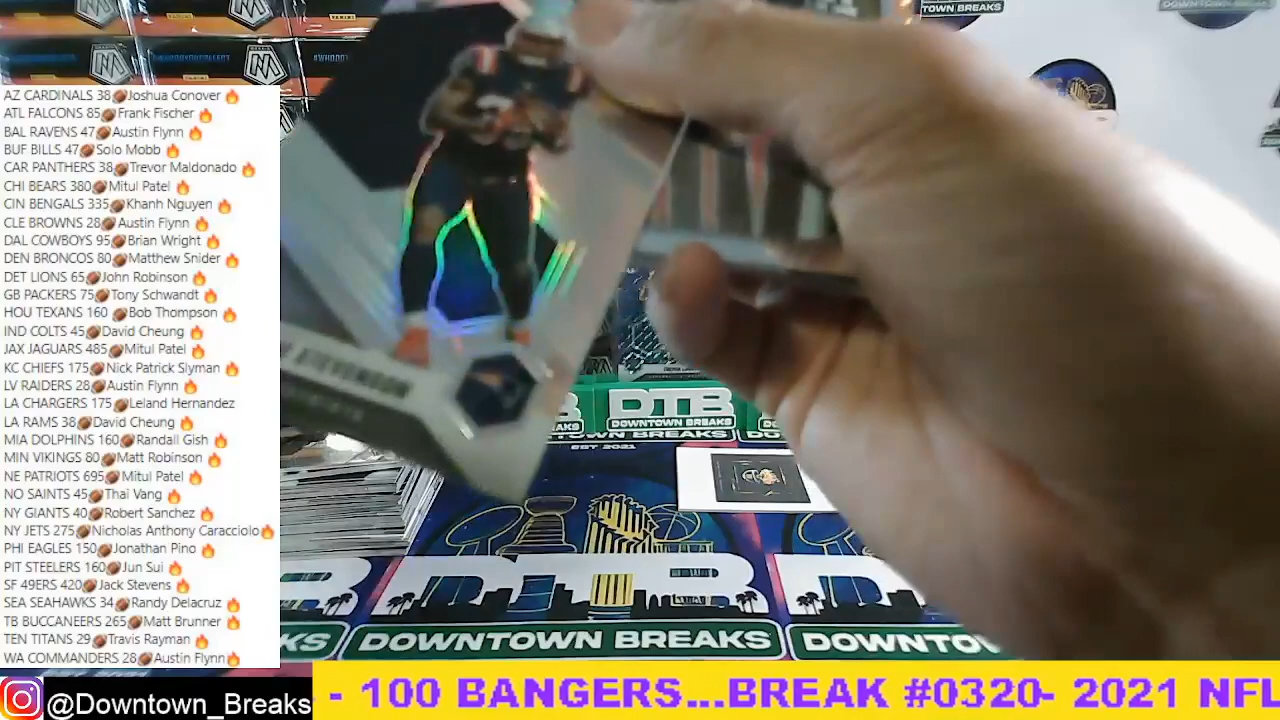 AZ CARDINALS 38🏈Joshua Conover🔥
ATL FALCONS 85🏈Frank Fischer🔥
BAL RAVENS 47🏈Austin Flynn🔥
BUF BILLS 47🏈Solo Mobb🔥
CAR PANTHERS 38🏈Trevor Maldonado🔥
CHI BEARS 380🏈Mitul Patel🔥
CIN BENGALS 335🏈Khanh Nguyen🔥
CLE BROWNS 28🏈Austin Flynn🔥
DAL COWBOYS 95🏈Brian Wright🔥
DEN BRONCOS 80🏈Matthew Snider🔥
DET LIONS 65🏈John Robinson🔥
GB PACKERS 75🏈Tony Schwandt🔥
HOU TEXANS 160🏈Bob Thompson🔥
IND COLTS 45🏈David Cheung🔥
JAX JAGUARS 485🏈Mitul Patel🔥
KC CHIEFS 175🏈Nick Patrick Slyman🔥
LV RAIDERS 28🏈Austin Flynn🔥
LA CHARGERS 175🏈Leland Hernandez
LA RAMS 38🏈David Cheung🔥
MIA DOLPHINS 160🏈Randall Gish🔥
MIN VIKINGS 80🏈Matt Robinson🔥
NE PATRIOTS 695🏈Mitul Patel🔥
NO SAINTS 45🏈Thai Vang🔥
NY GIANTS 40🏈Robert Sanchez🔥
NY JETS 275🏈Nicholas Anthony Caracciolo🔥
PHI EAGLES 150🏈Jonathan Pino🔥
PIT STEELERS 160🏈Jun Sui🔥
SF 49ERS 420🏈Jack Stevens🔥
SEA SEAHAWKS 34🏈Randy Delacruz🔥
TB BUCCANEERS 265🏈Matt Brunner🔥
TEN TITANS 29🏈Travis Rayman🔥
WA COMMANDERS 28🏈Austin Flynn🔥
@Downtown_Breaks
- 100 BANGERS...BREAK #0320- 2021 NFL
TOWN BREAKS
STEVENSON
DTB
DOWNTOWN BREAKS
EST 2021
DTB
DOWNTOWN BREAKS
KS
DOWNTO